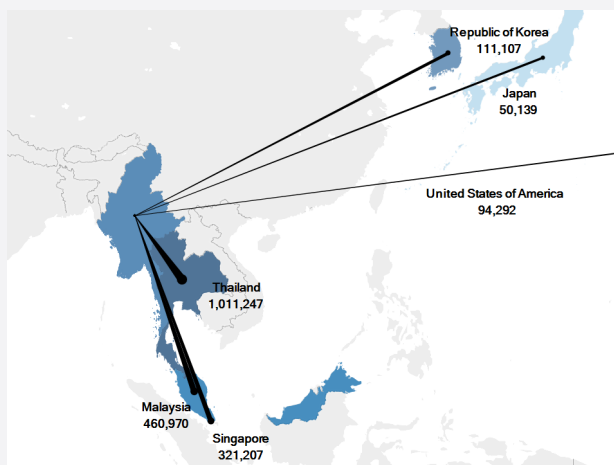 Republic of Korea
111,107
Japan
50,139
United States of America
94,292
Thailand
1,011,247
Malaysia
460,970
Singapore
321,207